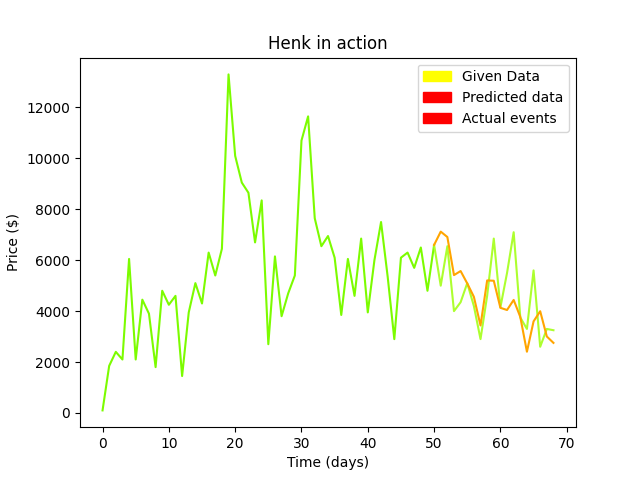 Henk in action
Given Data
Predicted data
Actual events
Price ($)
12000
10000
8000
6000
4000
2000
0
0 10 20 30 40 50 60 70
Time (days)